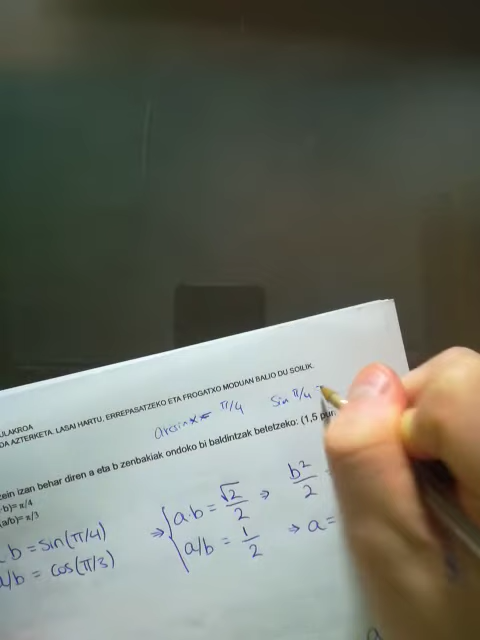 ULAKROA
DA AZTERKETA. LASAI HARTU, ERREPASATZEKO ETA FROGATXO MODUAN BALIO DU SOILIK.
arcsin x = π/4 sin π/4
zein izan behar diren a eta b zenbakiak ondoko bi baldintzak betetzeko: (1,5 pun
·b)= π/4
(a/b)= π/3
b = sin(π/4) ⇒ { a·b = √2/2 ⇒ b²/2
a/b = cos(π/3) a/b = 1/2 ⇒ a =